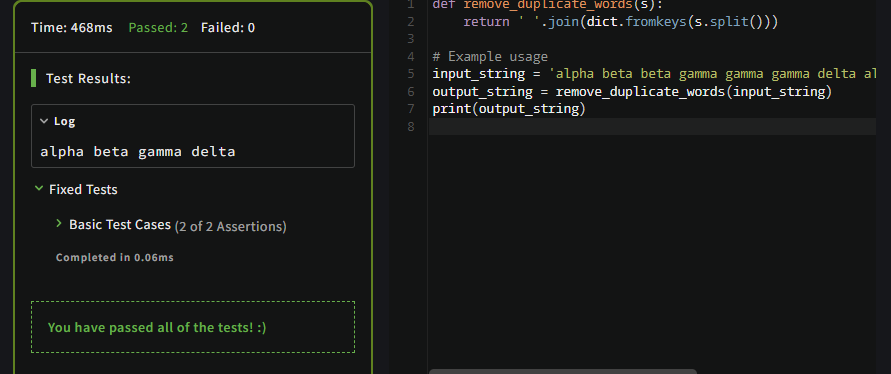 Time: 468ms Passed: 2 Failed: 0
Test Results:
Log
alpha beta gamma delta
Fixed Tests
Basic Test Cases (2 of 2 Assertions)
Completed in 0.06ms
You have passed all of the tests! :)
1 def remove_duplicate_words(s):
2 return ' '.join(dict.fromkeys(s.split()))
3
4 # Example usage
5 input_string = 'alpha beta beta gamma gamma gamma delta al
6 output_string = remove_duplicate_words(input_string)
7 print(output_string)
8